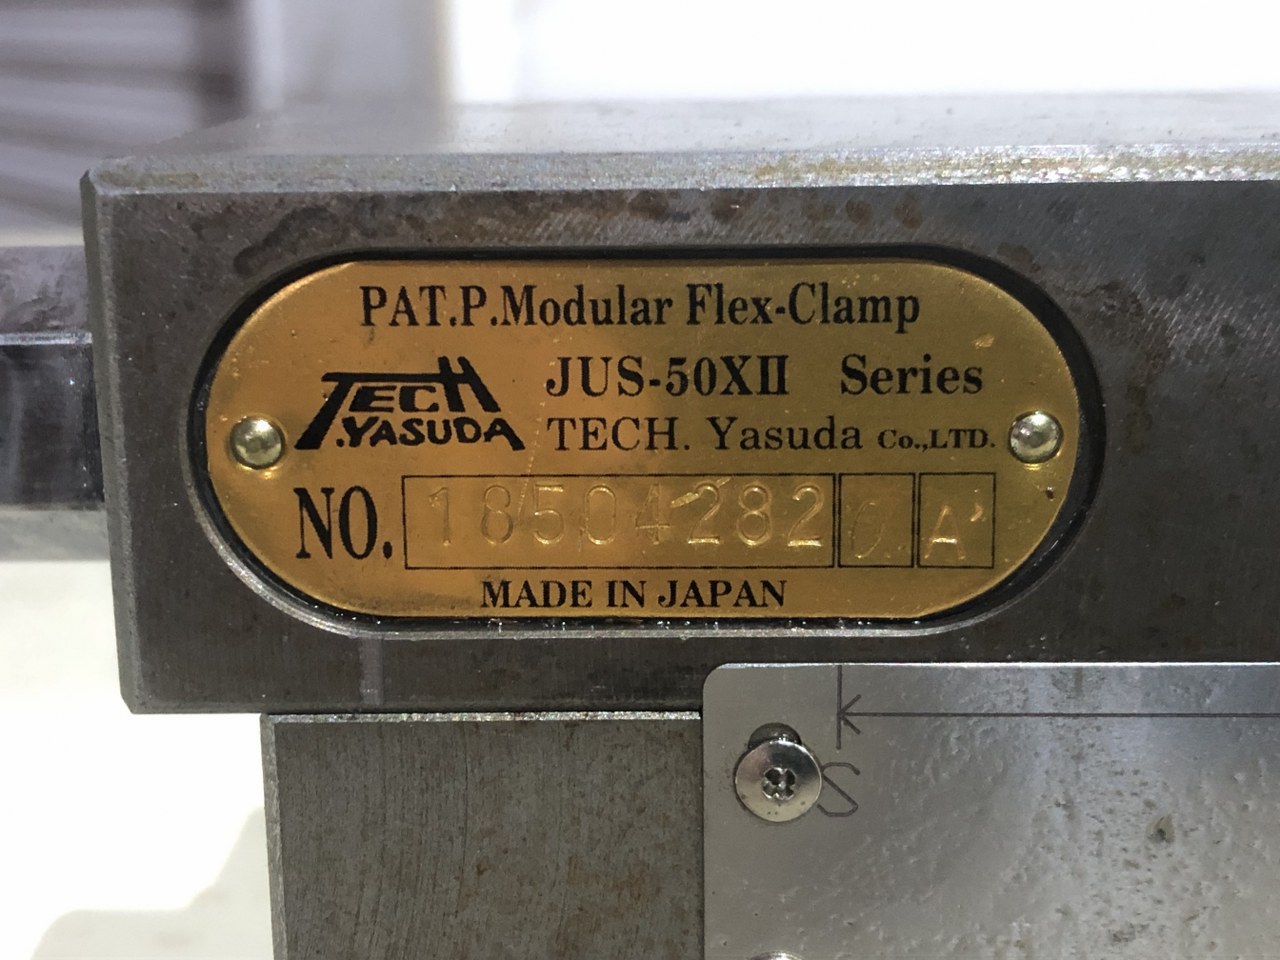 PAT.P.Modular Flex-Clamp
TECH
T.YASUDA
JUS-50XⅡ Series
TECH. Yasuda Co.,LTD.
NO. 18504282 A'
MADE IN JAPAN
S